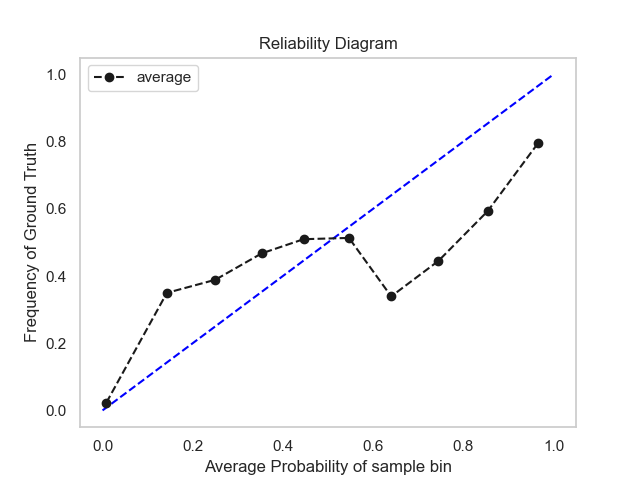 Reliability Diagram
average
1.0
0.8
0.6
0.4
0.2
0.0
Frequency of Ground Truth
0.0 0.2 0.4 0.6 0.8 1.0
Average Probability of sample bin